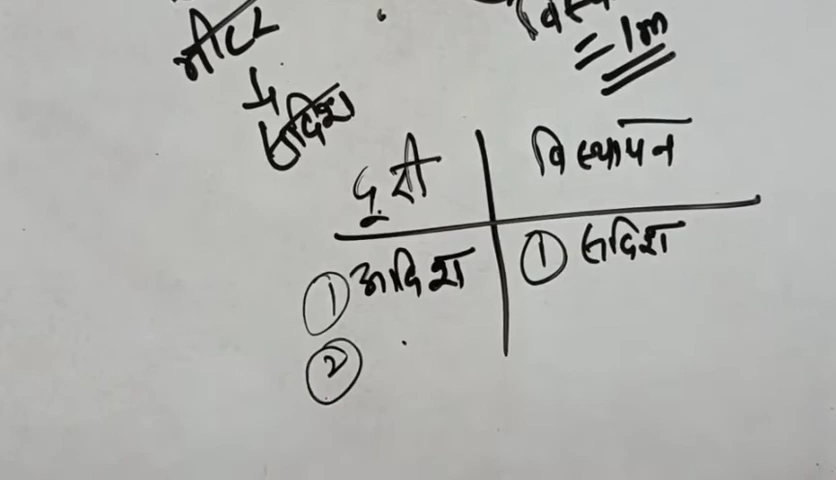 मीटर
= 1m
सदिश
दूरी विस्थापन
① अदिश ① सदिश
②